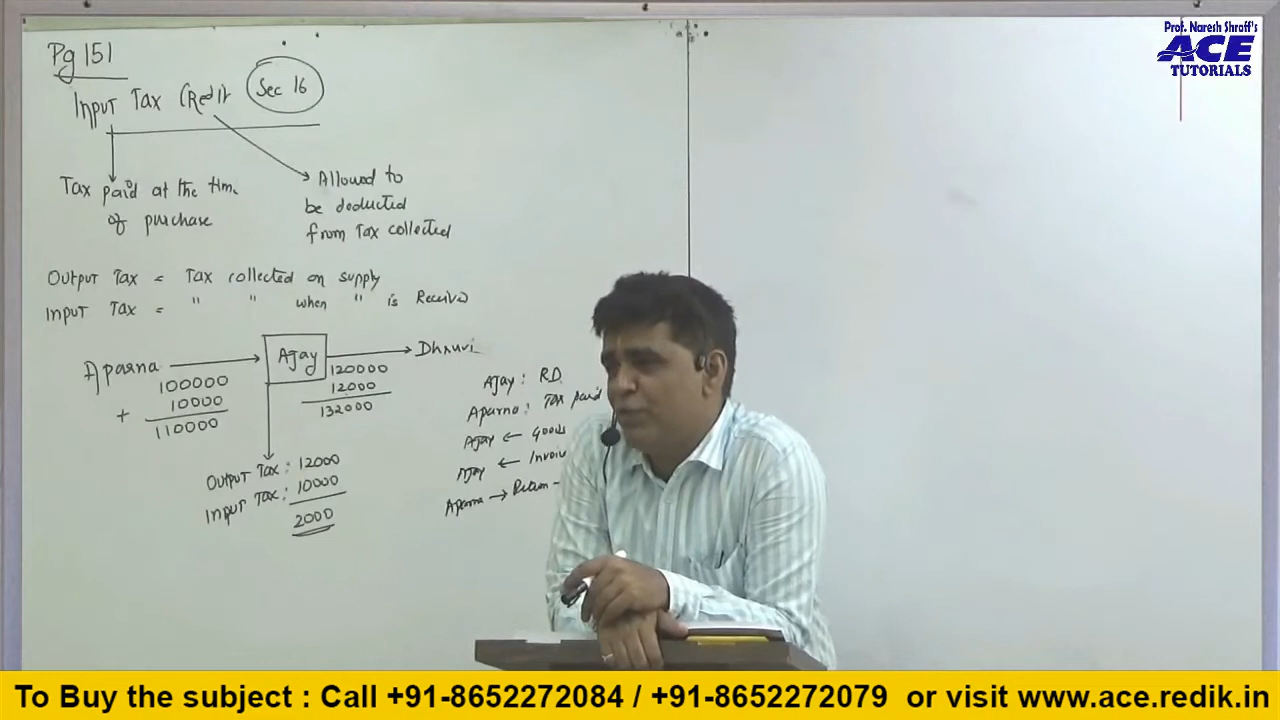 Pg 151
Input Tax Credit Sec 16
Tax paid at the time
of purchase
Allowed to
be deducted
from Tax collected
Output Tax = Tax collected on supply
Input Tax = " " when " is Received
Aparna
100000
+ 10000
110000
Ajay
120000
12000
132000
Dhruvi
Output Tax : 12000
Input Tax : 10000
2000
Ajay : R.D.
Aparna : Tax paid
Ajay ← Goods
Ajay ← Invoice
Aparna → Return -
Prof. Naresh Shroff's
ACE
TUTORIALS
To Buy the subject : Call +91-8652272084 / +91-8652272079 or visit www.ace.redik.in